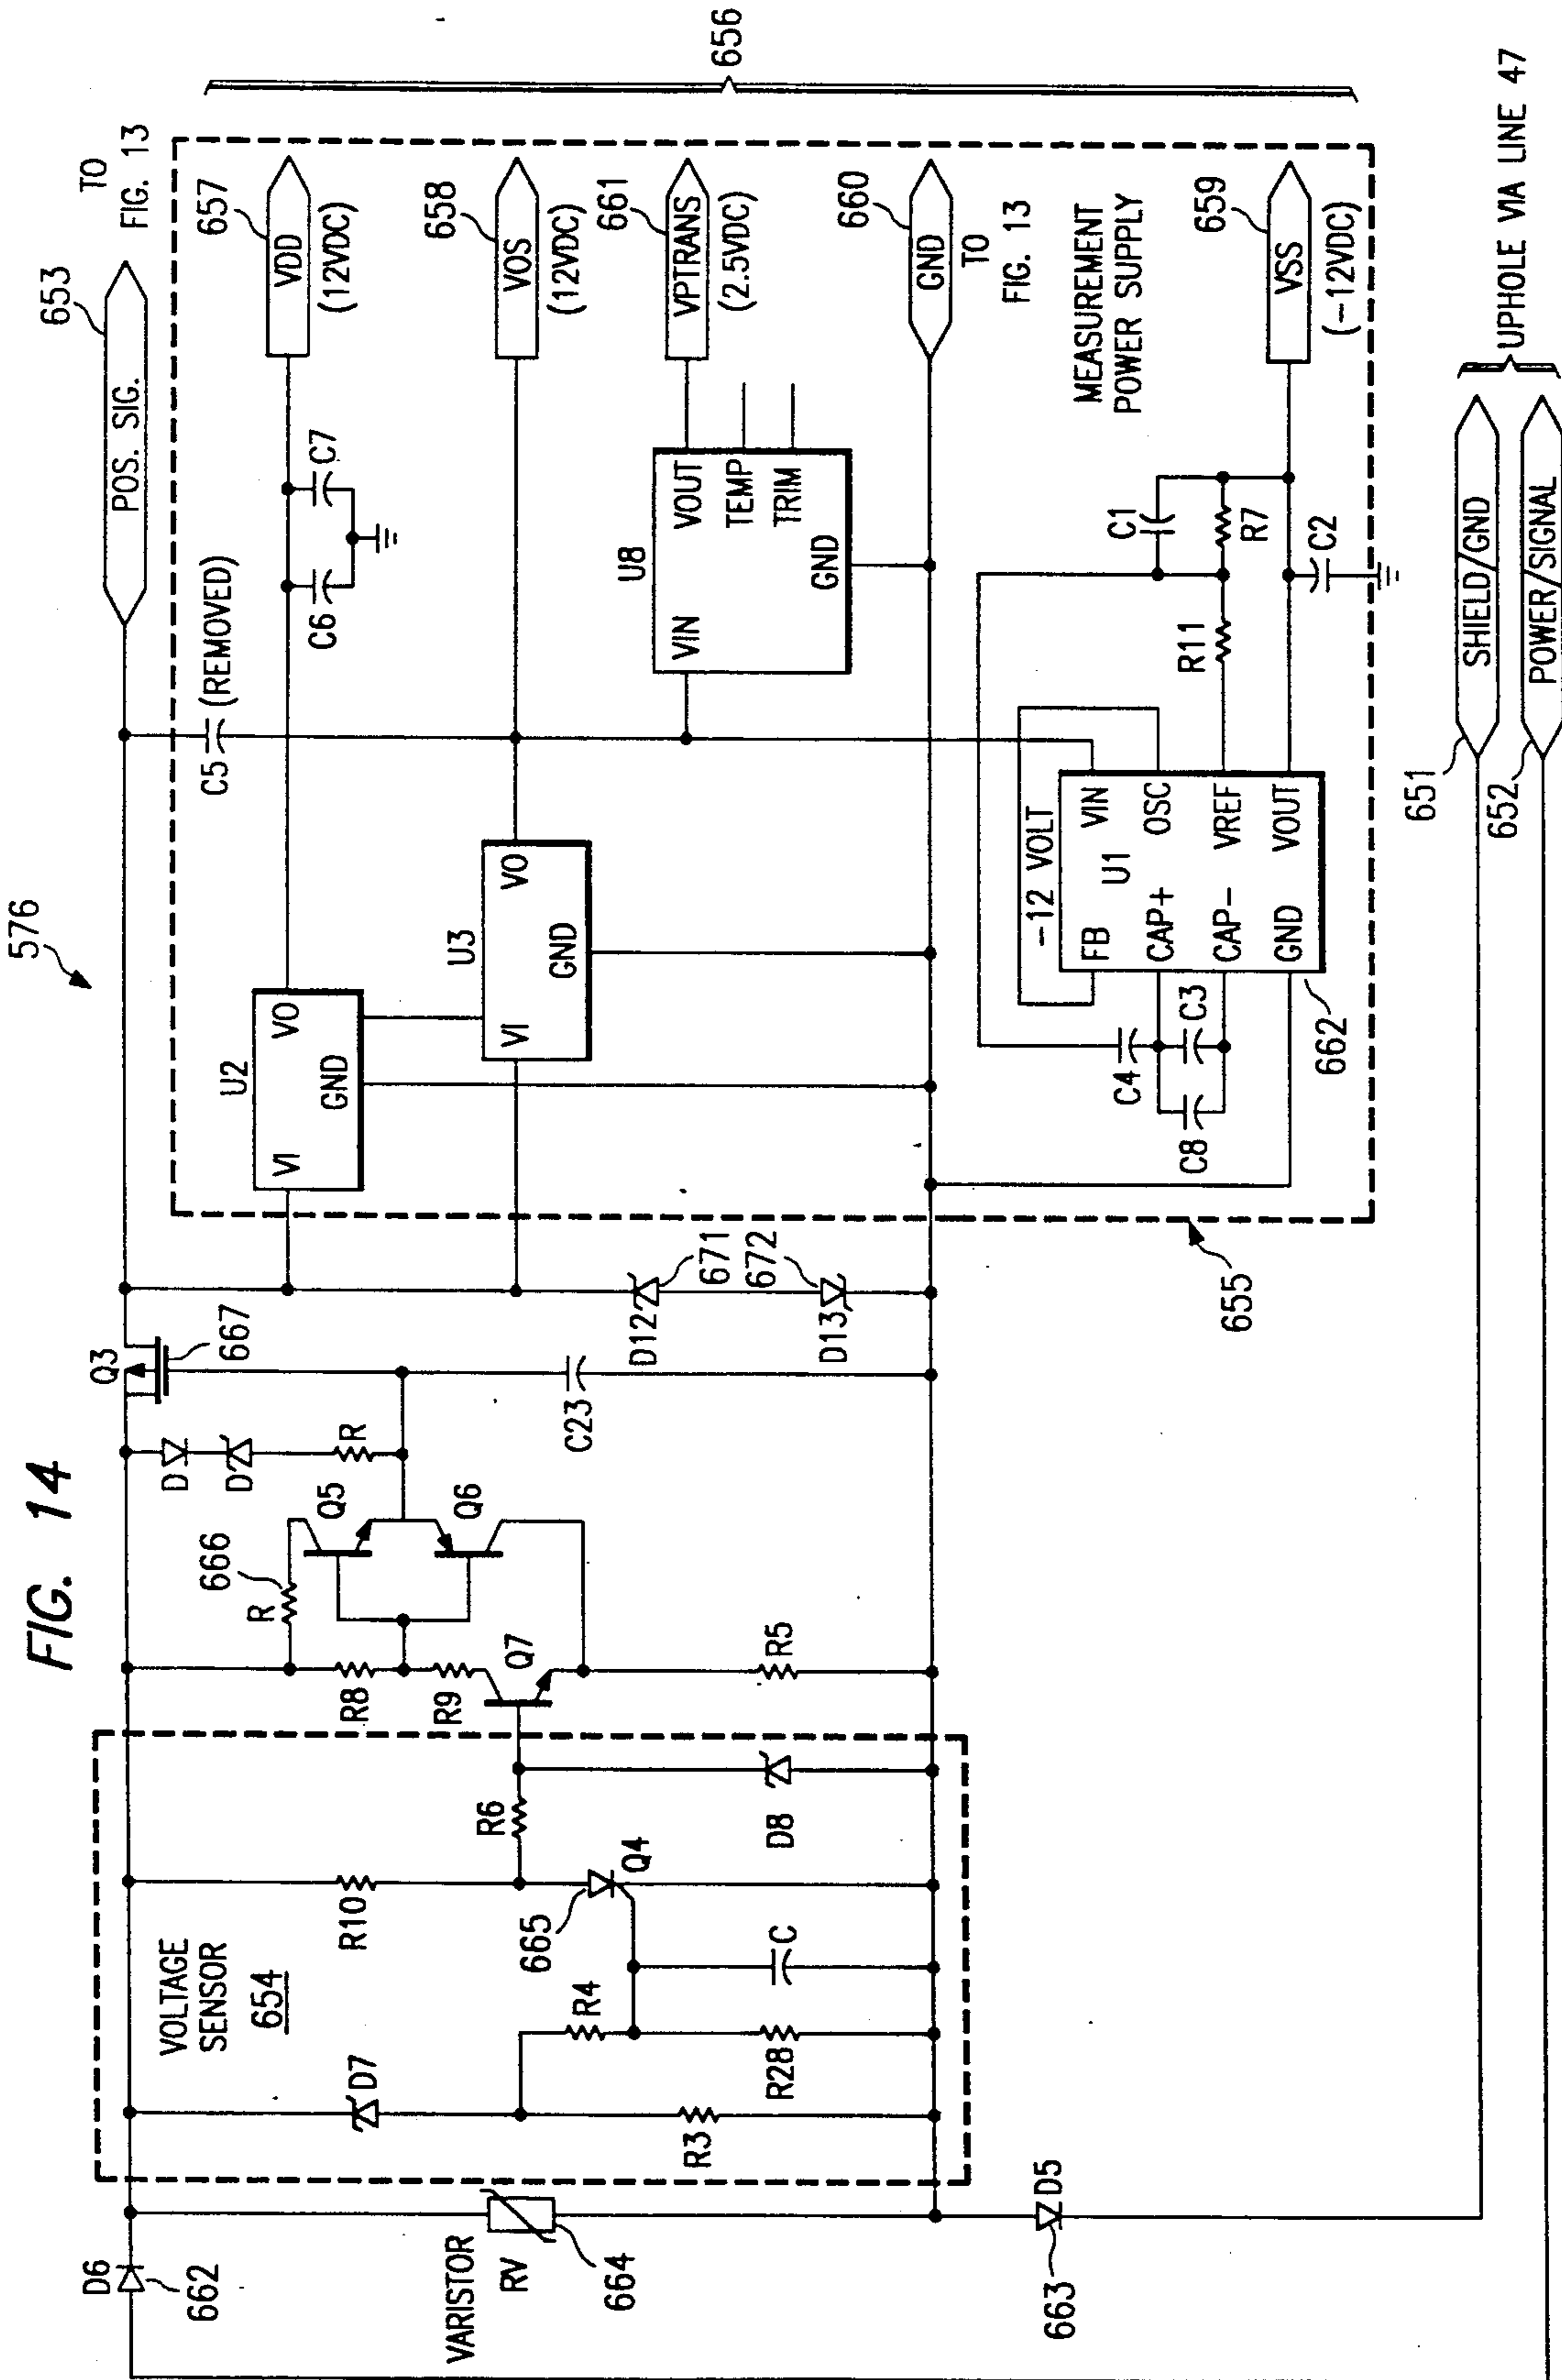 FIG. 14
576
D6
662
VARISTOR
RV
664
663
D5
VOLTAGE
SENSOR
654
D7
R3
R4
R28
C
R10
665
Q4
R6
D8
R8
R9
Q7
R5
R
666
Q5
Q6
D
D
R
Q3
667
C23
D12
671
672
D13
655
653
POS. SIG.
TO
FIG. 13
C5 (REMOVED)
U2
VI
VO
GND
C6
C7
VDD
657
(12VDC)
U3
VI
VO
GND
VOS
658
(12VDC)
U8
VIN
VOUT
TEMP
TRIM
GND
VPTRANS
661
(2.5VDC)
GND
660
TO
FIG. 13
MEASUREMENT
POWER SUPPLY
-12 VOLT
U1
FB
CAP+
CAP-
GND
VIN
OSC
VREF
VOUT
662
C4
C3
C8
R11
C1
R7
C2
VSS
659
(-12VDC)
656
651
SHIELD/GND
652
POWER/SIGNAL
UPHOLE VIA LINE 47